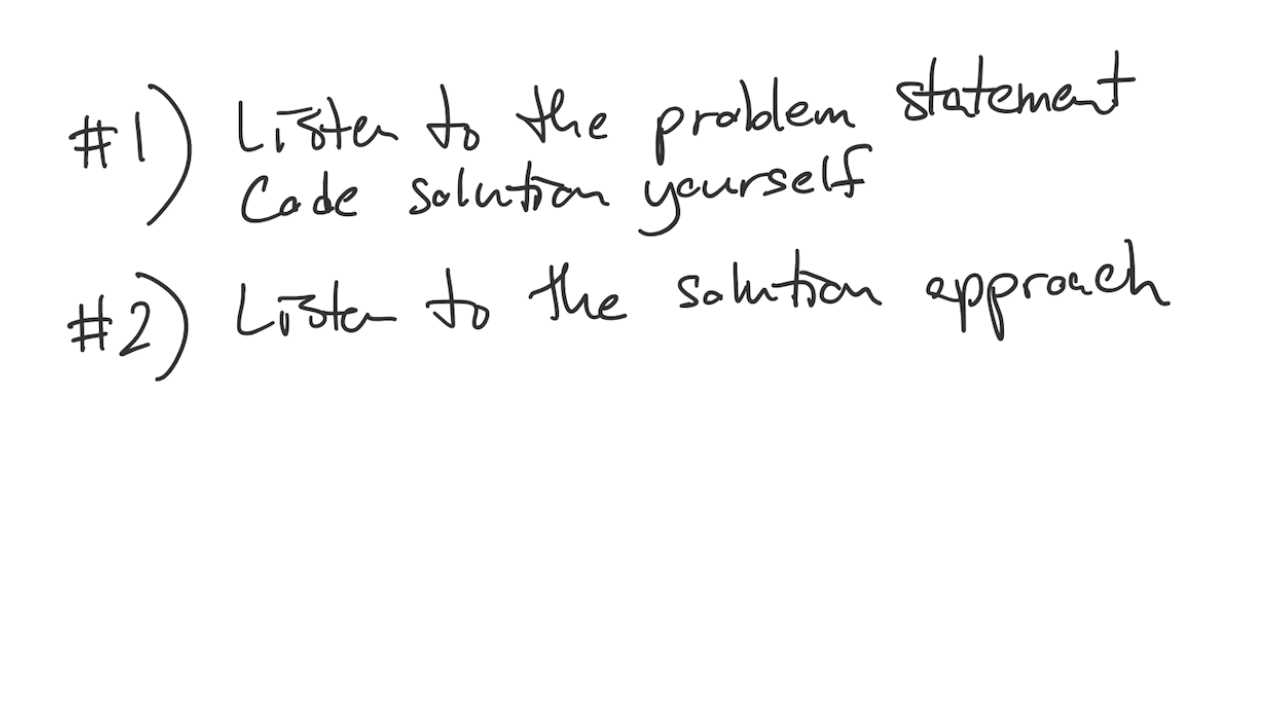 #1) Listen to the problem statement
Code solution yourself
#2) Listen to the solution approach